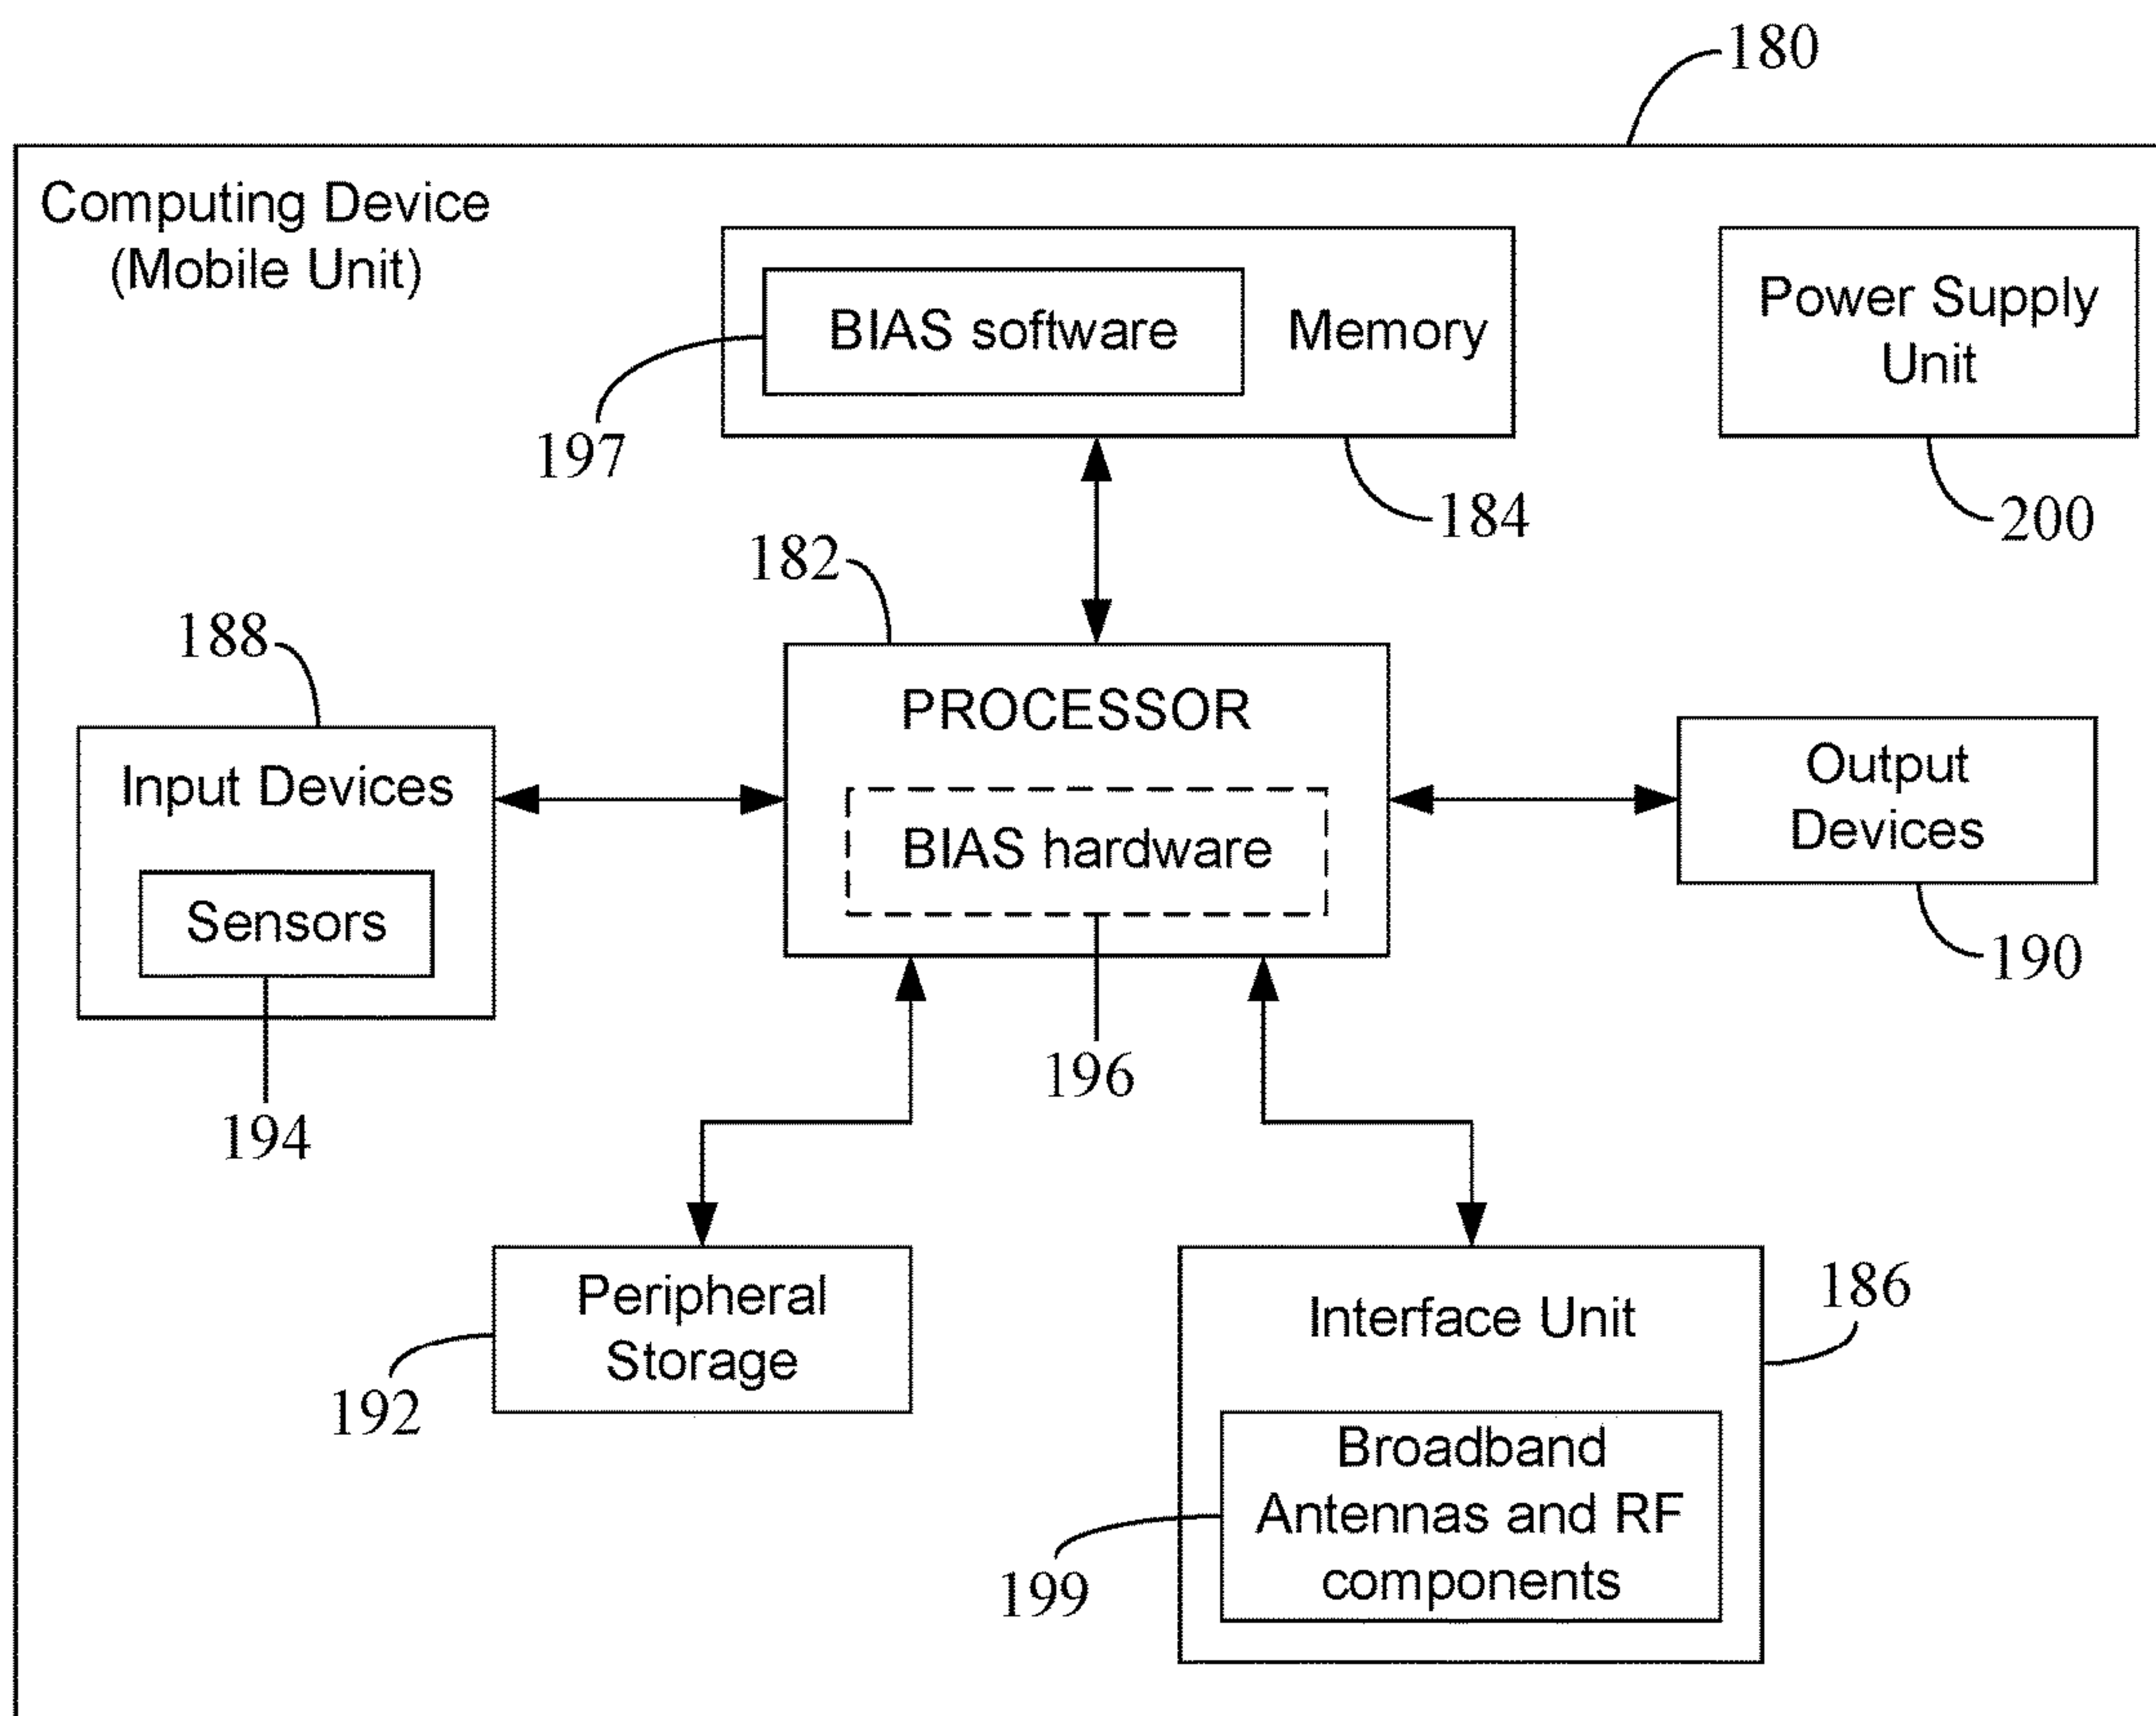 180
Computing Device
(Mobile Unit)
BIAS software
Memory
Power Supply
Unit
197
184
200
182
188
PROCESSOR
Input Devices
Output
Devices
BIAS hardware
Sensors
190
196
194
Peripheral
Storage
186
Interface Unit
192
Broadband
Antennas and RF
components
199